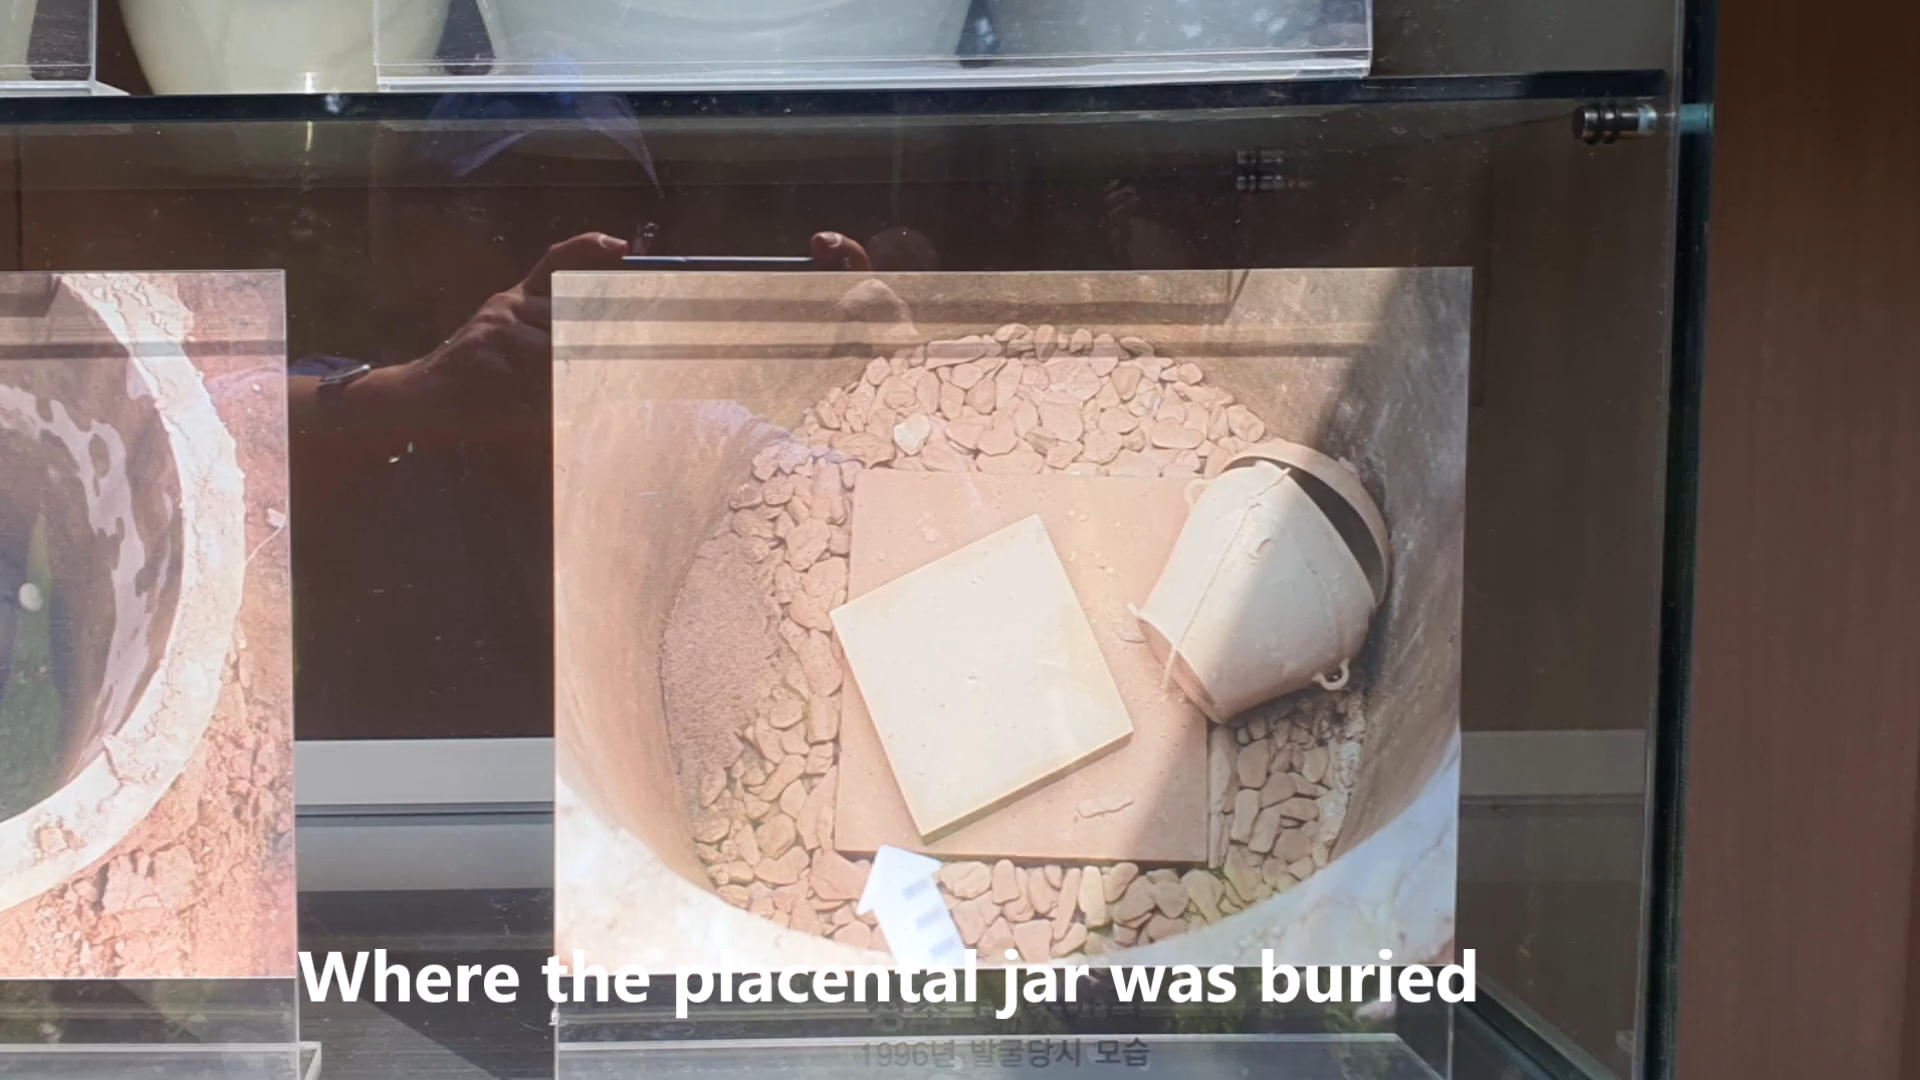 Where the placental jar was buried
1996년 발굴당시 모습